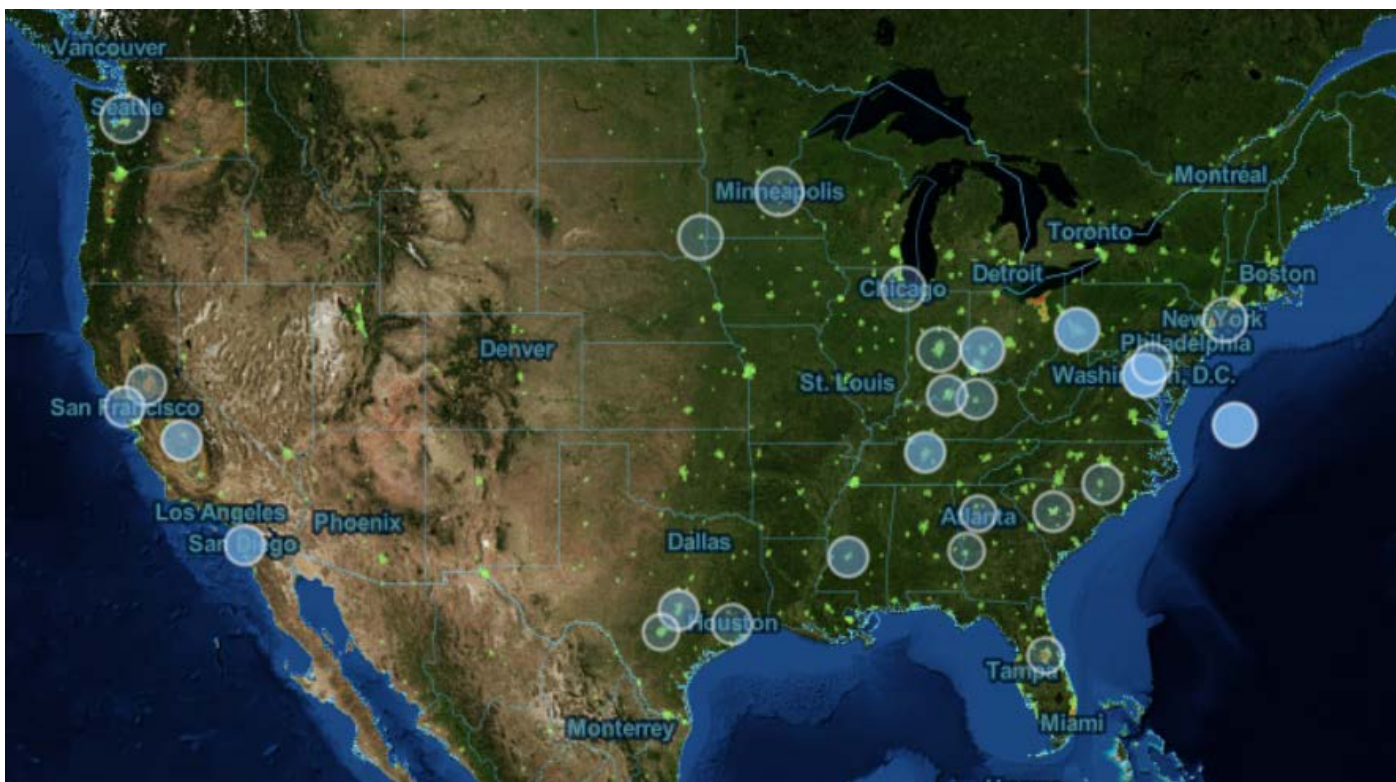 Vancouver
Seattle
Minneapolis
Montréal
Toronto
Detroit
Boston
Chicago
New York
Denver
Philadelphia
St. Louis
Washington, D.C.
San Francisco
Los Angeles
Phoenix
Atlanta
San Diego
Dallas
Houston
Tampa
Monterrey
Miami